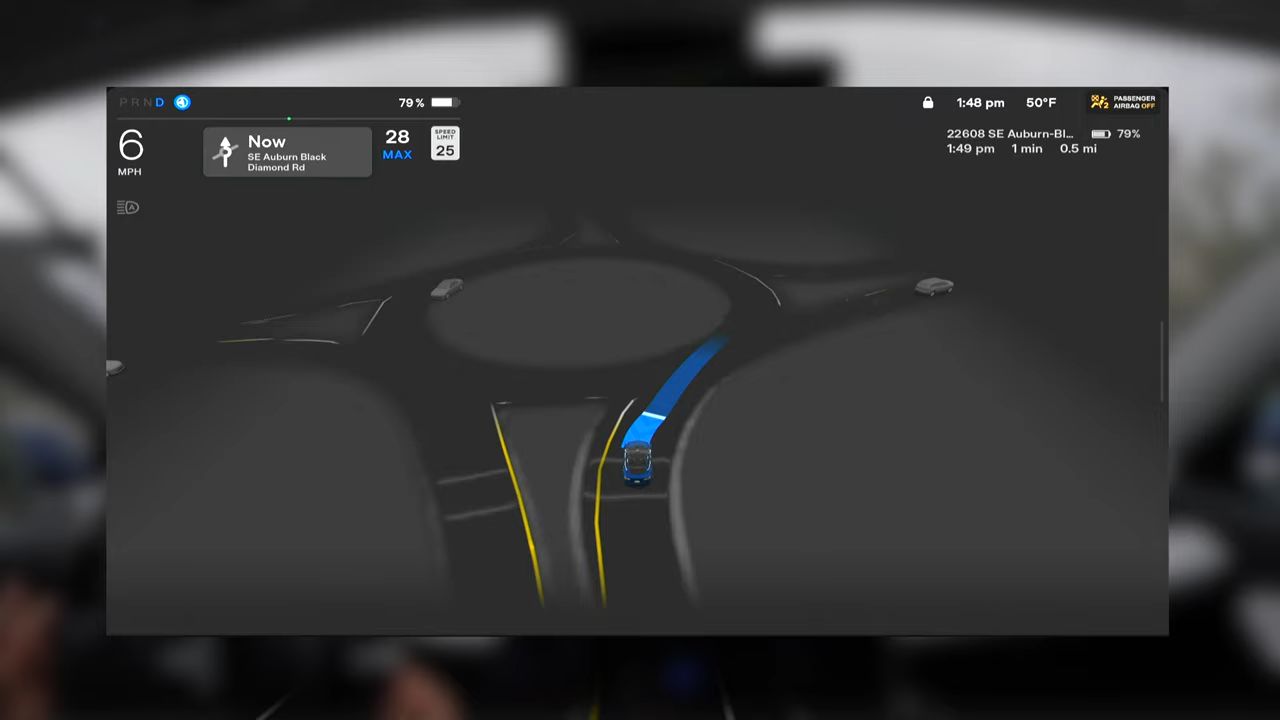 P R N D
79 %
1:48 pm 50°F
PASSENGER
AIRBAG OFF
6
MPH
Now
SE Auburn Black
Diamond Rd
28
MAX
SPEED
LIMIT
25
22608 SE Auburn-Bl... 79%
1:49 pm 1 min 0.5 mi
A